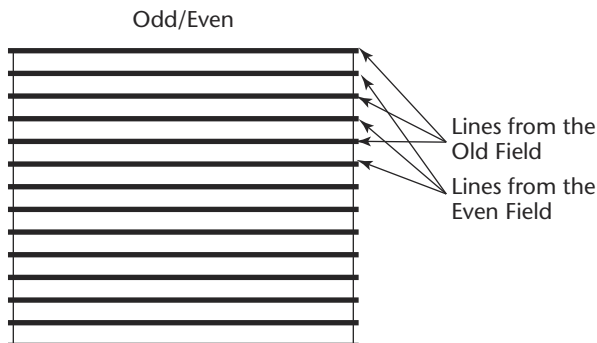 Odd/Even
Lines from the
Old Field
Lines from the
Even Field